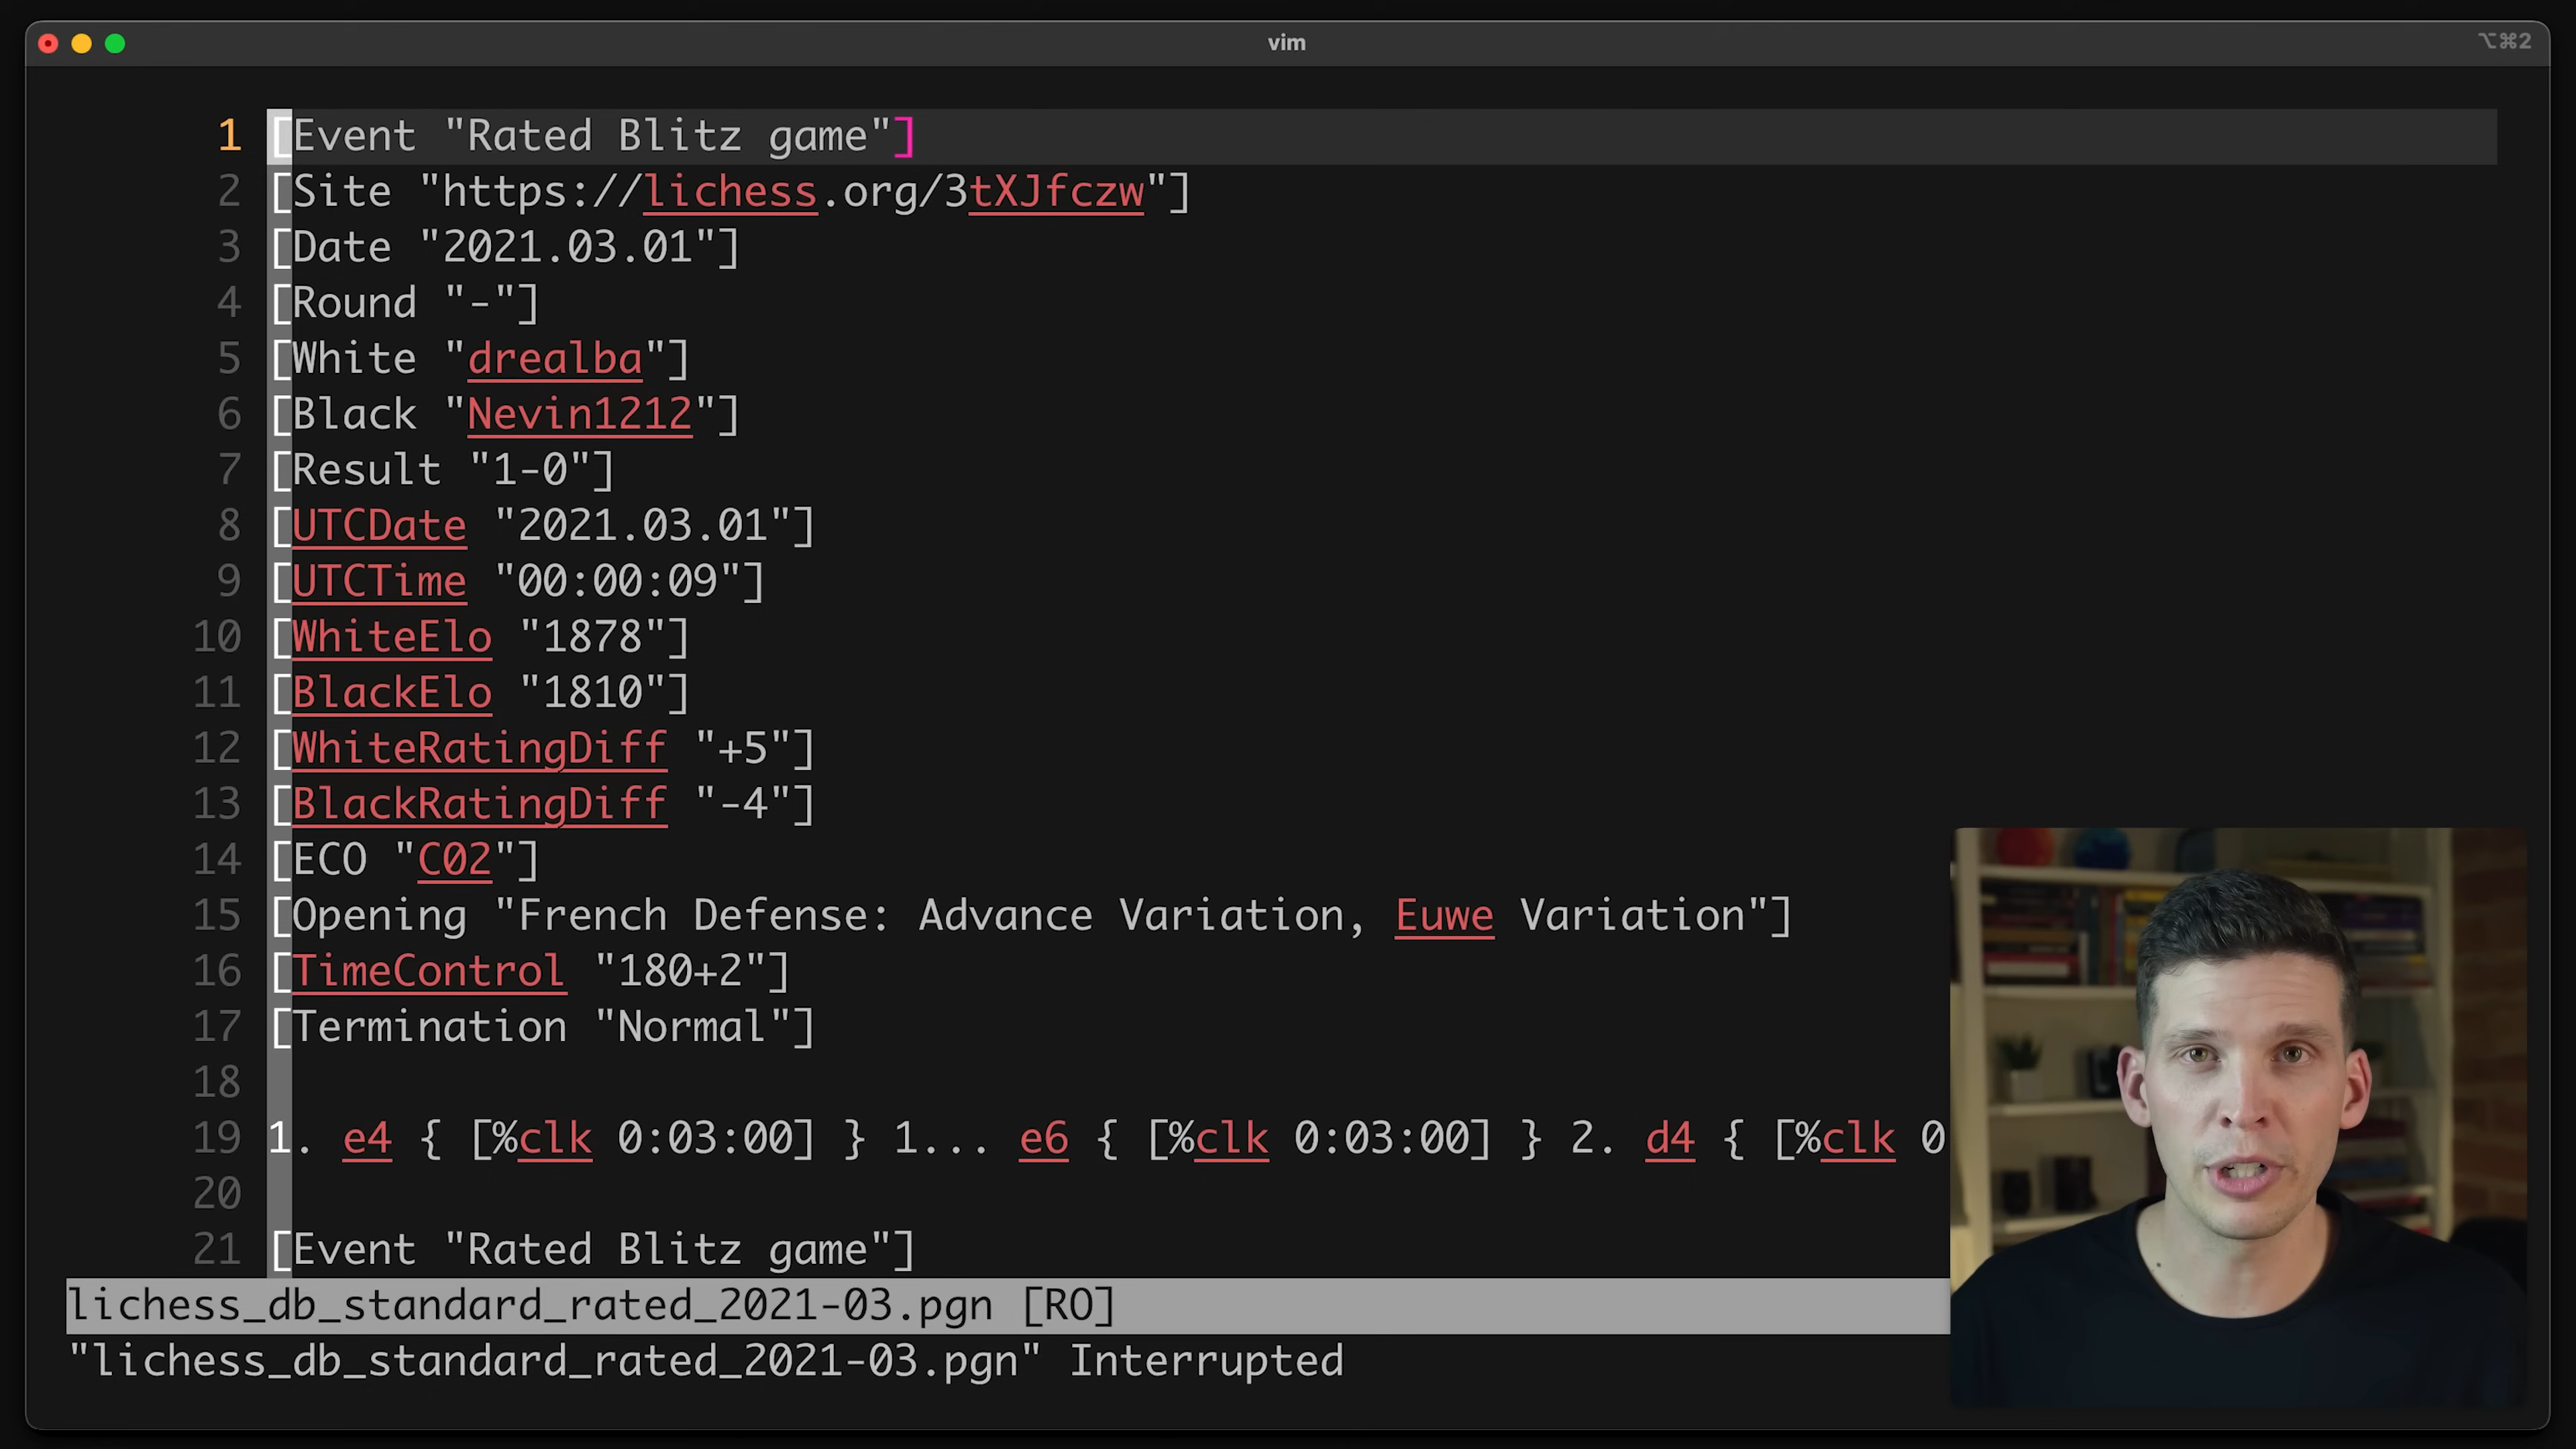 vim
⌥⌘2
1 [Event "Rated Blitz game"]
2 [Site "https://lichess.org/3tXJfczw"]
3 [Date "2021.03.01"]
4 [Round "-"]
5 [White "drealba"]
6 [Black "Nevin1212"]
7 [Result "1-0"]
8 [UTCDate "2021.03.01"]
9 [UTCTime "00:00:09"]
10 [WhiteElo "1878"]
11 [BlackElo "1810"]
12 [WhiteRatingDiff "+5"]
13 [BlackRatingDiff "-4"]
14 [ECO "C02"]
15 [Opening "French Defense: Advance Variation, Euwe Variation"]
16 [TimeControl "180+2"]
17 [Termination "Normal"]
18
19 1. e4 { [%clk 0:03:00] } 1... e6 { [%clk 0:03:00] } 2. d4 { [%clk 0
20
21 [Event "Rated Blitz game"]
lichess_db_standard_rated_2021-03.pgn [RO]
"lichess_db_standard_rated_2021-03.pgn" Interrupted